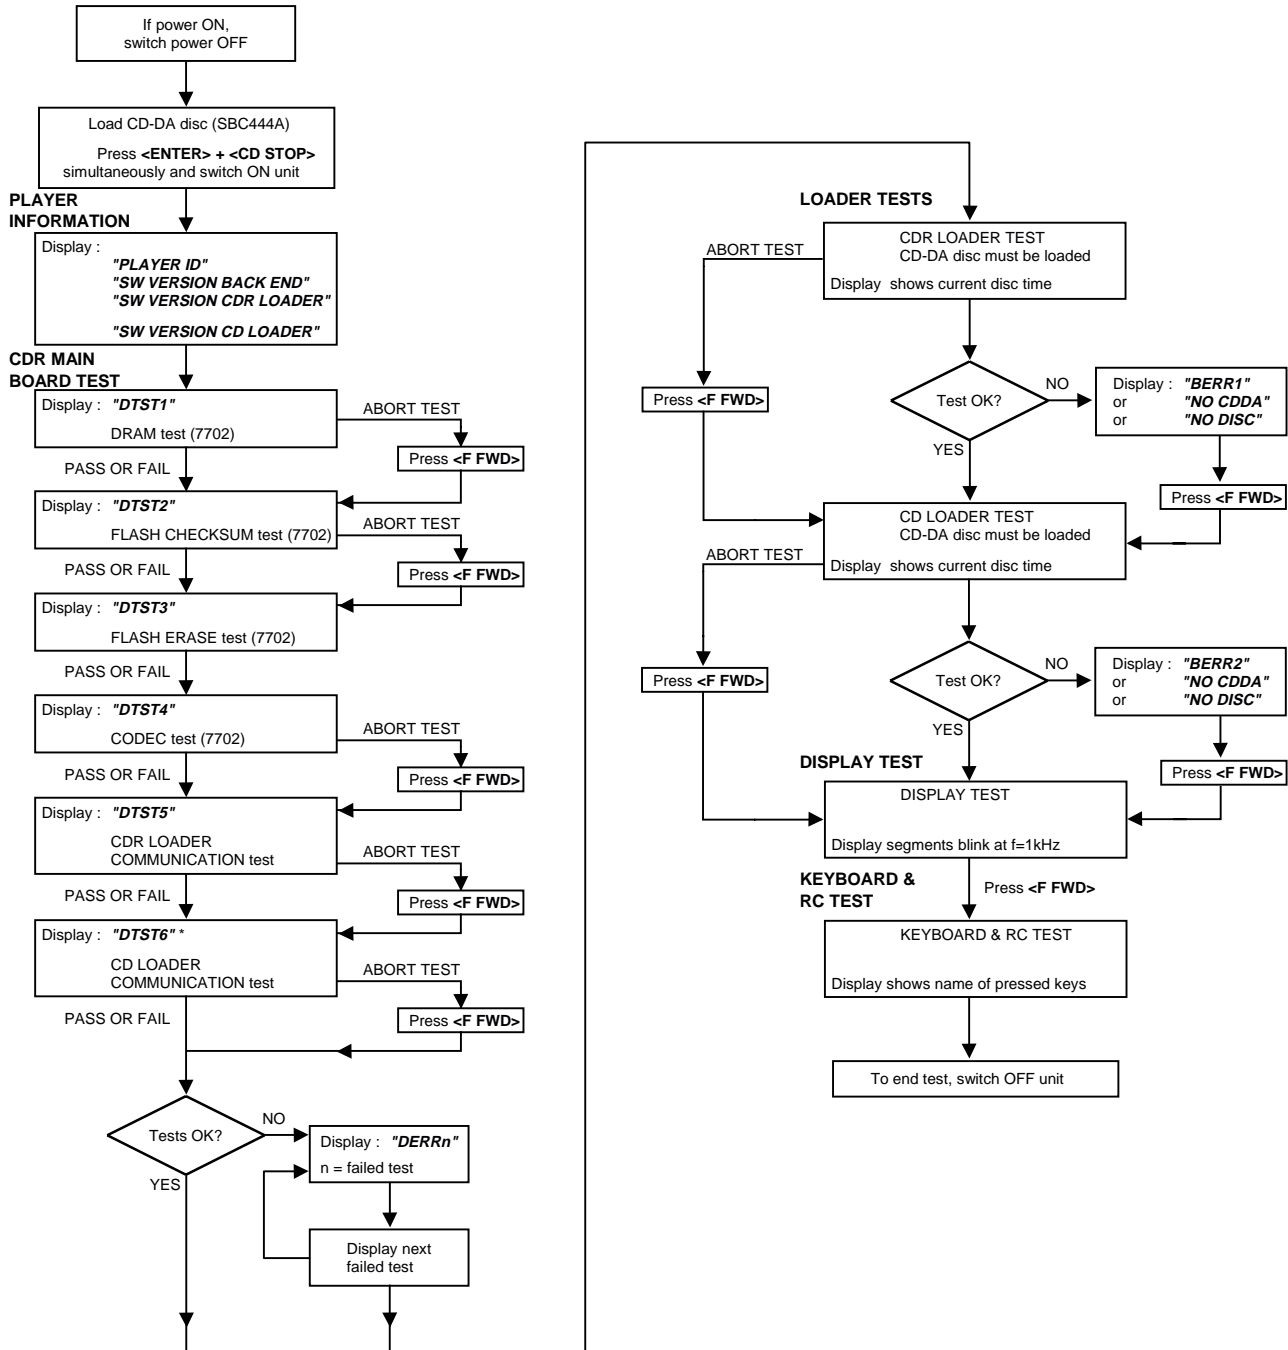 If power ON,
switch power OFF
Load CD-DA disc (SBC444A)
Press <ENTER> + <CD STOP>
simultaneously and switch ON unit
PLAYER
INFORMATION
Display :
"PLAYER ID"
"SW VERSION BACK END"
"SW VERSION CDR LOADER"
"SW VERSION CD LOADER"
CDR MAIN
BOARD TEST
Display : "DTST1"
DRAM test (7702)
ABORT TEST
Press <F FWD>
PASS OR FAIL
Display : "DTST2"
FLASH CHECKSUM test (7702)
ABORT TEST
Press <F FWD>
PASS OR FAIL
Display : "DTST3"
FLASH ERASE test (7702)
PASS OR FAIL
Display : "DTST4"
CODEC test (7702)
ABORT TEST
Press <F FWD>
PASS OR FAIL
Display : "DTST5"
CDR LOADER
COMMUNICATION test
ABORT TEST
Press <F FWD>
PASS OR FAIL
Display : "DTST6" *
CD LOADER
COMMUNICATION test
ABORT TEST
Press <F FWD>
PASS OR FAIL
Tests OK?
NO
YES
Display : "DERRn"
n = failed test
Display next
failed test
LOADER TESTS
CDR LOADER TEST
CD-DA disc must be loaded
Display shows current disc time
ABORT TEST
Press <F FWD>
Test OK?
NO
YES
Display : "BERR1"
or "NO CDDA"
or "NO DISC"
Press <F FWD>
CD LOADER TEST
CD-DA disc must be loaded
Display shows current disc time
ABORT TEST
Press <F FWD>
Test OK?
NO
YES
Display : "BERR2"
or "NO CDDA"
or "NO DISC"
Press <F FWD>
DISPLAY TEST
DISPLAY TEST
Display segments blink at f=1kHz
KEYBOARD &
RC TEST
Press <F FWD>
KEYBOARD & RC TEST
Display shows name of pressed keys
To end test, switch OFF unit